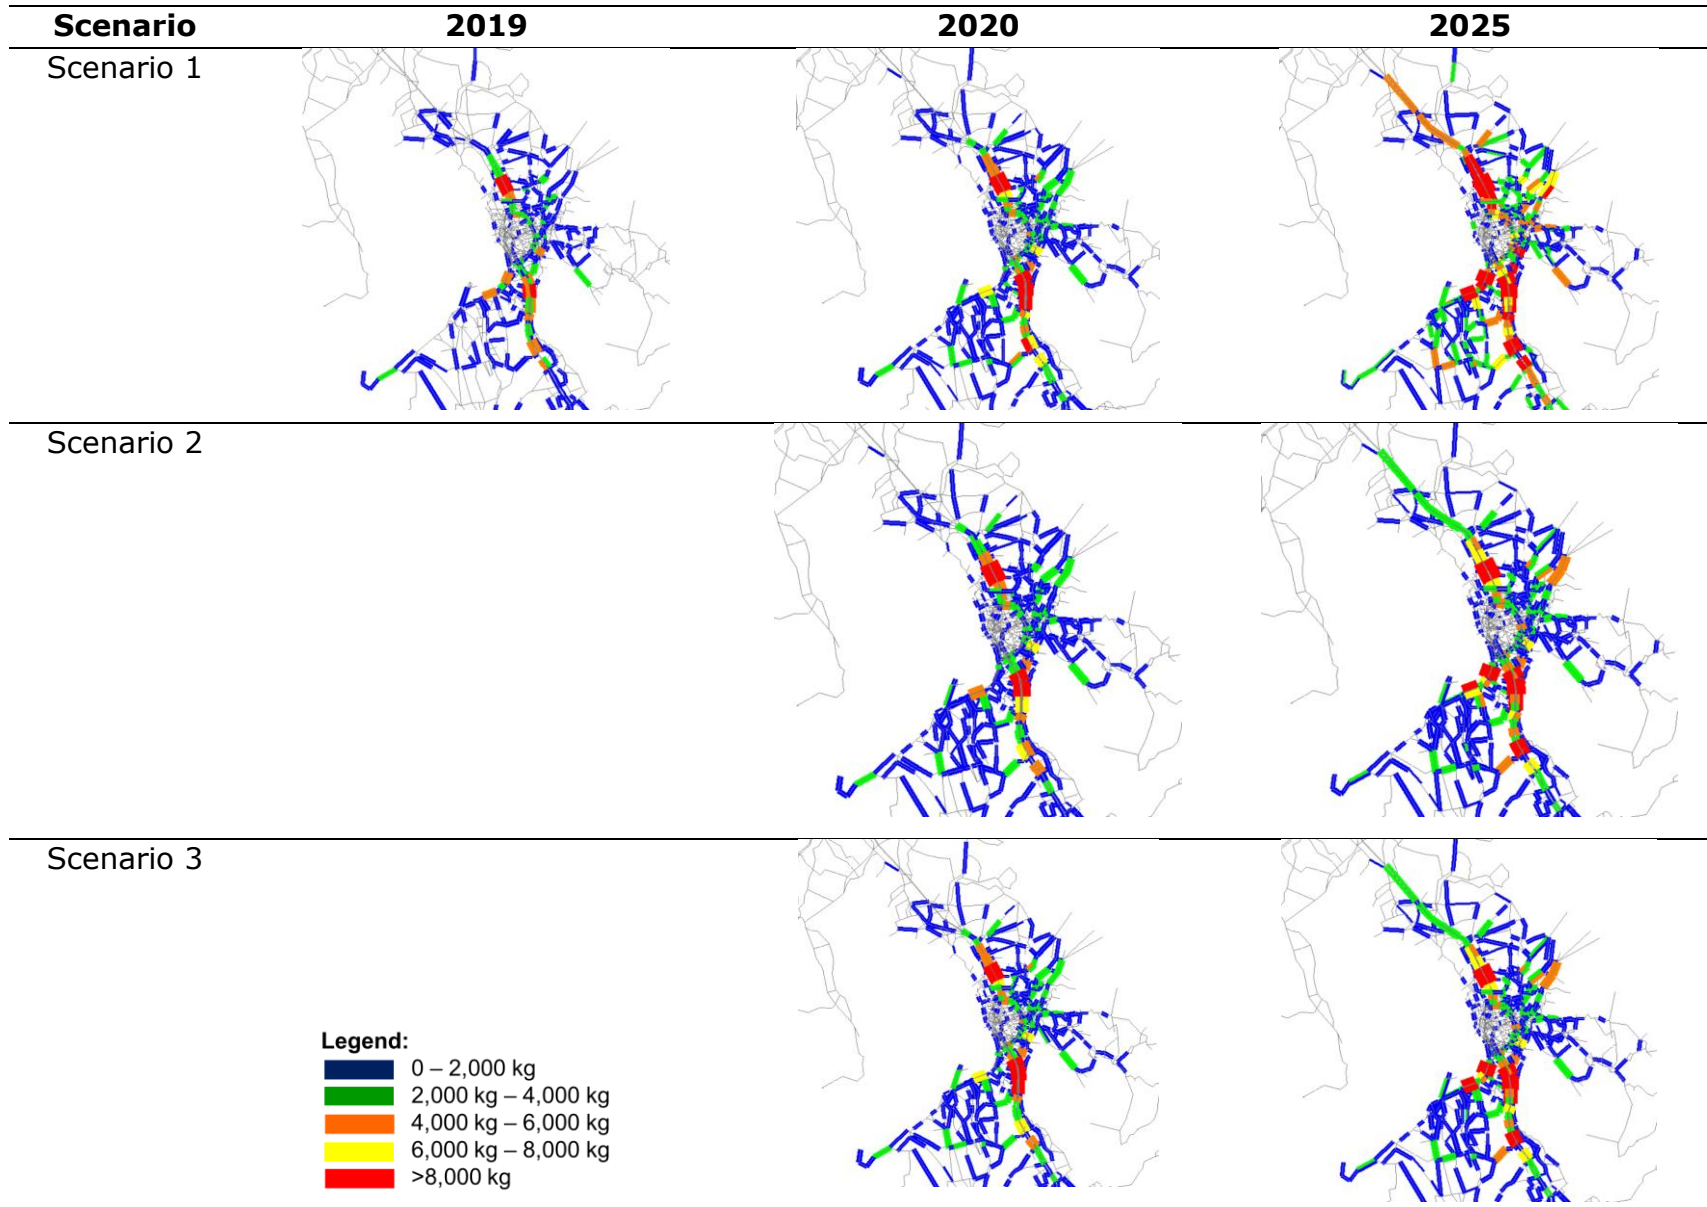 Scenario 2019 2020 2025
Scenario 1
Scenario 2
Scenario 3
Legend:
0 – 2,000 kg
2,000 kg – 4,000 kg
4,000 kg – 6,000 kg
6,000 kg – 8,000 kg
>8,000 kg